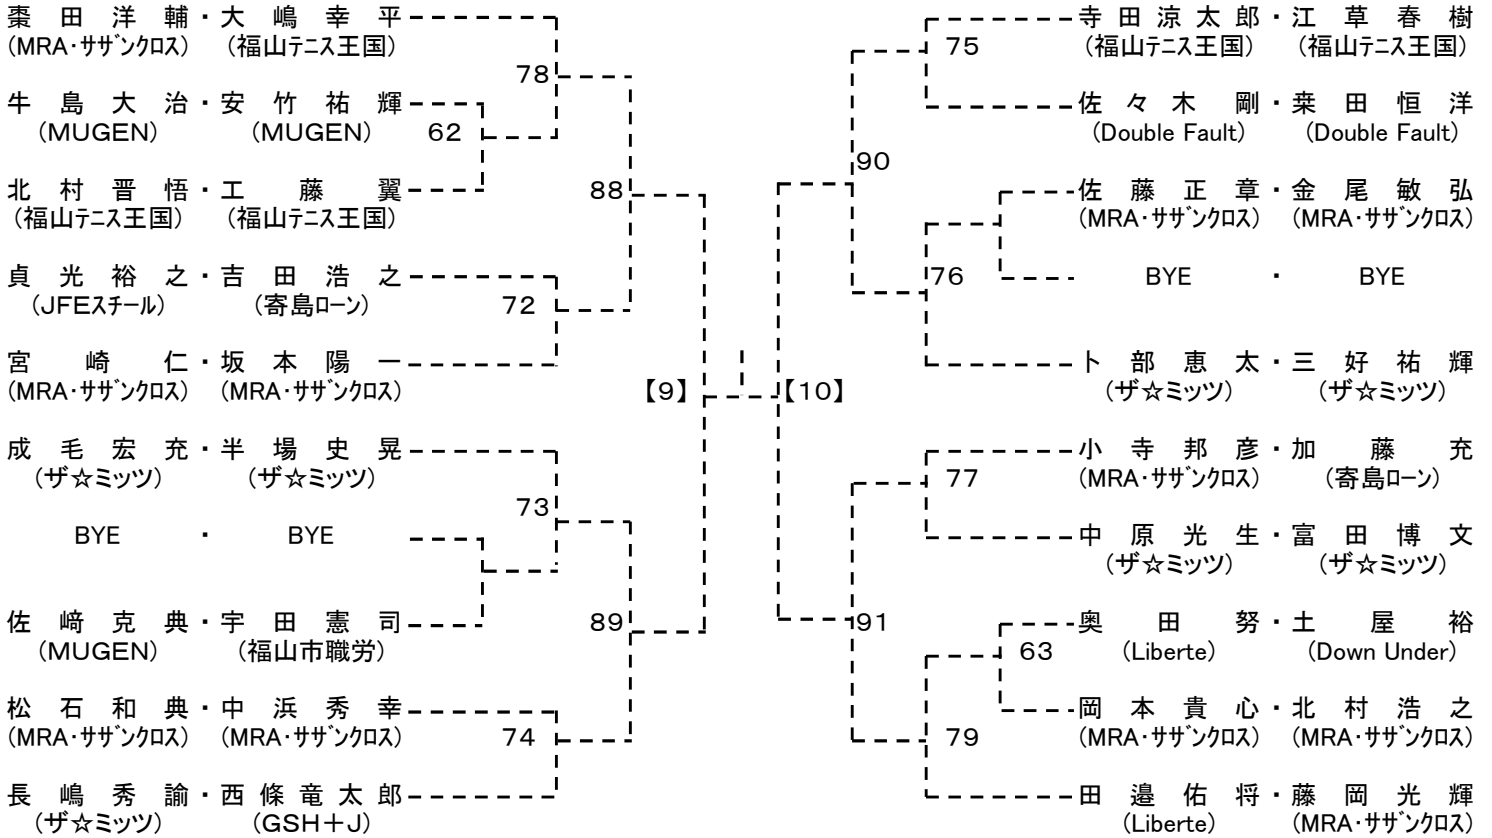 棗田洋輔・大嶋幸平
(MRA･ｻｻﾞﾝｸﾛｽ) (福山ﾃﾆｽ王国)
78
牛島大治・安竹祐輝
(MUGEN) (MUGEN)
62
北村晋悟・工藤翼
(福山ﾃﾆｽ王国) (福山ﾃﾆｽ王国)
88
貞光裕之・吉田浩之
(JFEｽﾁｰﾙ) (寄島ﾛｰﾝ)
72
宮崎仁・坂本陽一
(MRA･ｻｻﾞﾝｸﾛｽ) (MRA･ｻｻﾞﾝｸﾛｽ)
【9】
成毛宏充・半場史晃
(ザ☆ミッツ) (ザ☆ミッツ)
73
BYE ・ BYE
佐﨑克典・宇田憲司
(MUGEN) (福山市職労)
89
松石和典・中浜秀幸
(MRA･ｻｻﾞﾝｸﾛｽ) (MRA･ｻｻﾞﾝｸﾛｽ)
74
長嶋秀諭・西條竜太郎
(ザ☆ミッツ) (GSH＋J)
寺田涼太郎・江草春樹
(福山ﾃﾆｽ王国) (福山ﾃﾆｽ王国)
75
佐々木剛・桒田恒洋
(Double Fault) (Double Fault)
90
佐藤正章・金尾敏弘
(MRA･ｻｻﾞﾝｸﾛｽ) (MRA･ｻｻﾞﾝｸﾛｽ)
76
BYE ・ BYE
卜部恵太・三好祐輝
(ザ☆ミッツ) (ザ☆ミッツ)
【10】
小寺邦彦・加藤充
(MRA･ｻｻﾞﾝｸﾛｽ) (寄島ﾛｰﾝ)
77
中原光生・富田博文
(ザ☆ミッツ) (ザ☆ミッツ)
91
奥田努・土屋裕
(Liberte) (Down Under)
63
岡本貴心・北村浩之
(MRA･ｻｻﾞﾝｸﾛｽ) (MRA･ｻｻﾞﾝｸﾛｽ)
79
田邉佑将・藤岡光輝
(Liberte) (MRA･ｻｻﾞﾝｸﾛｽ)